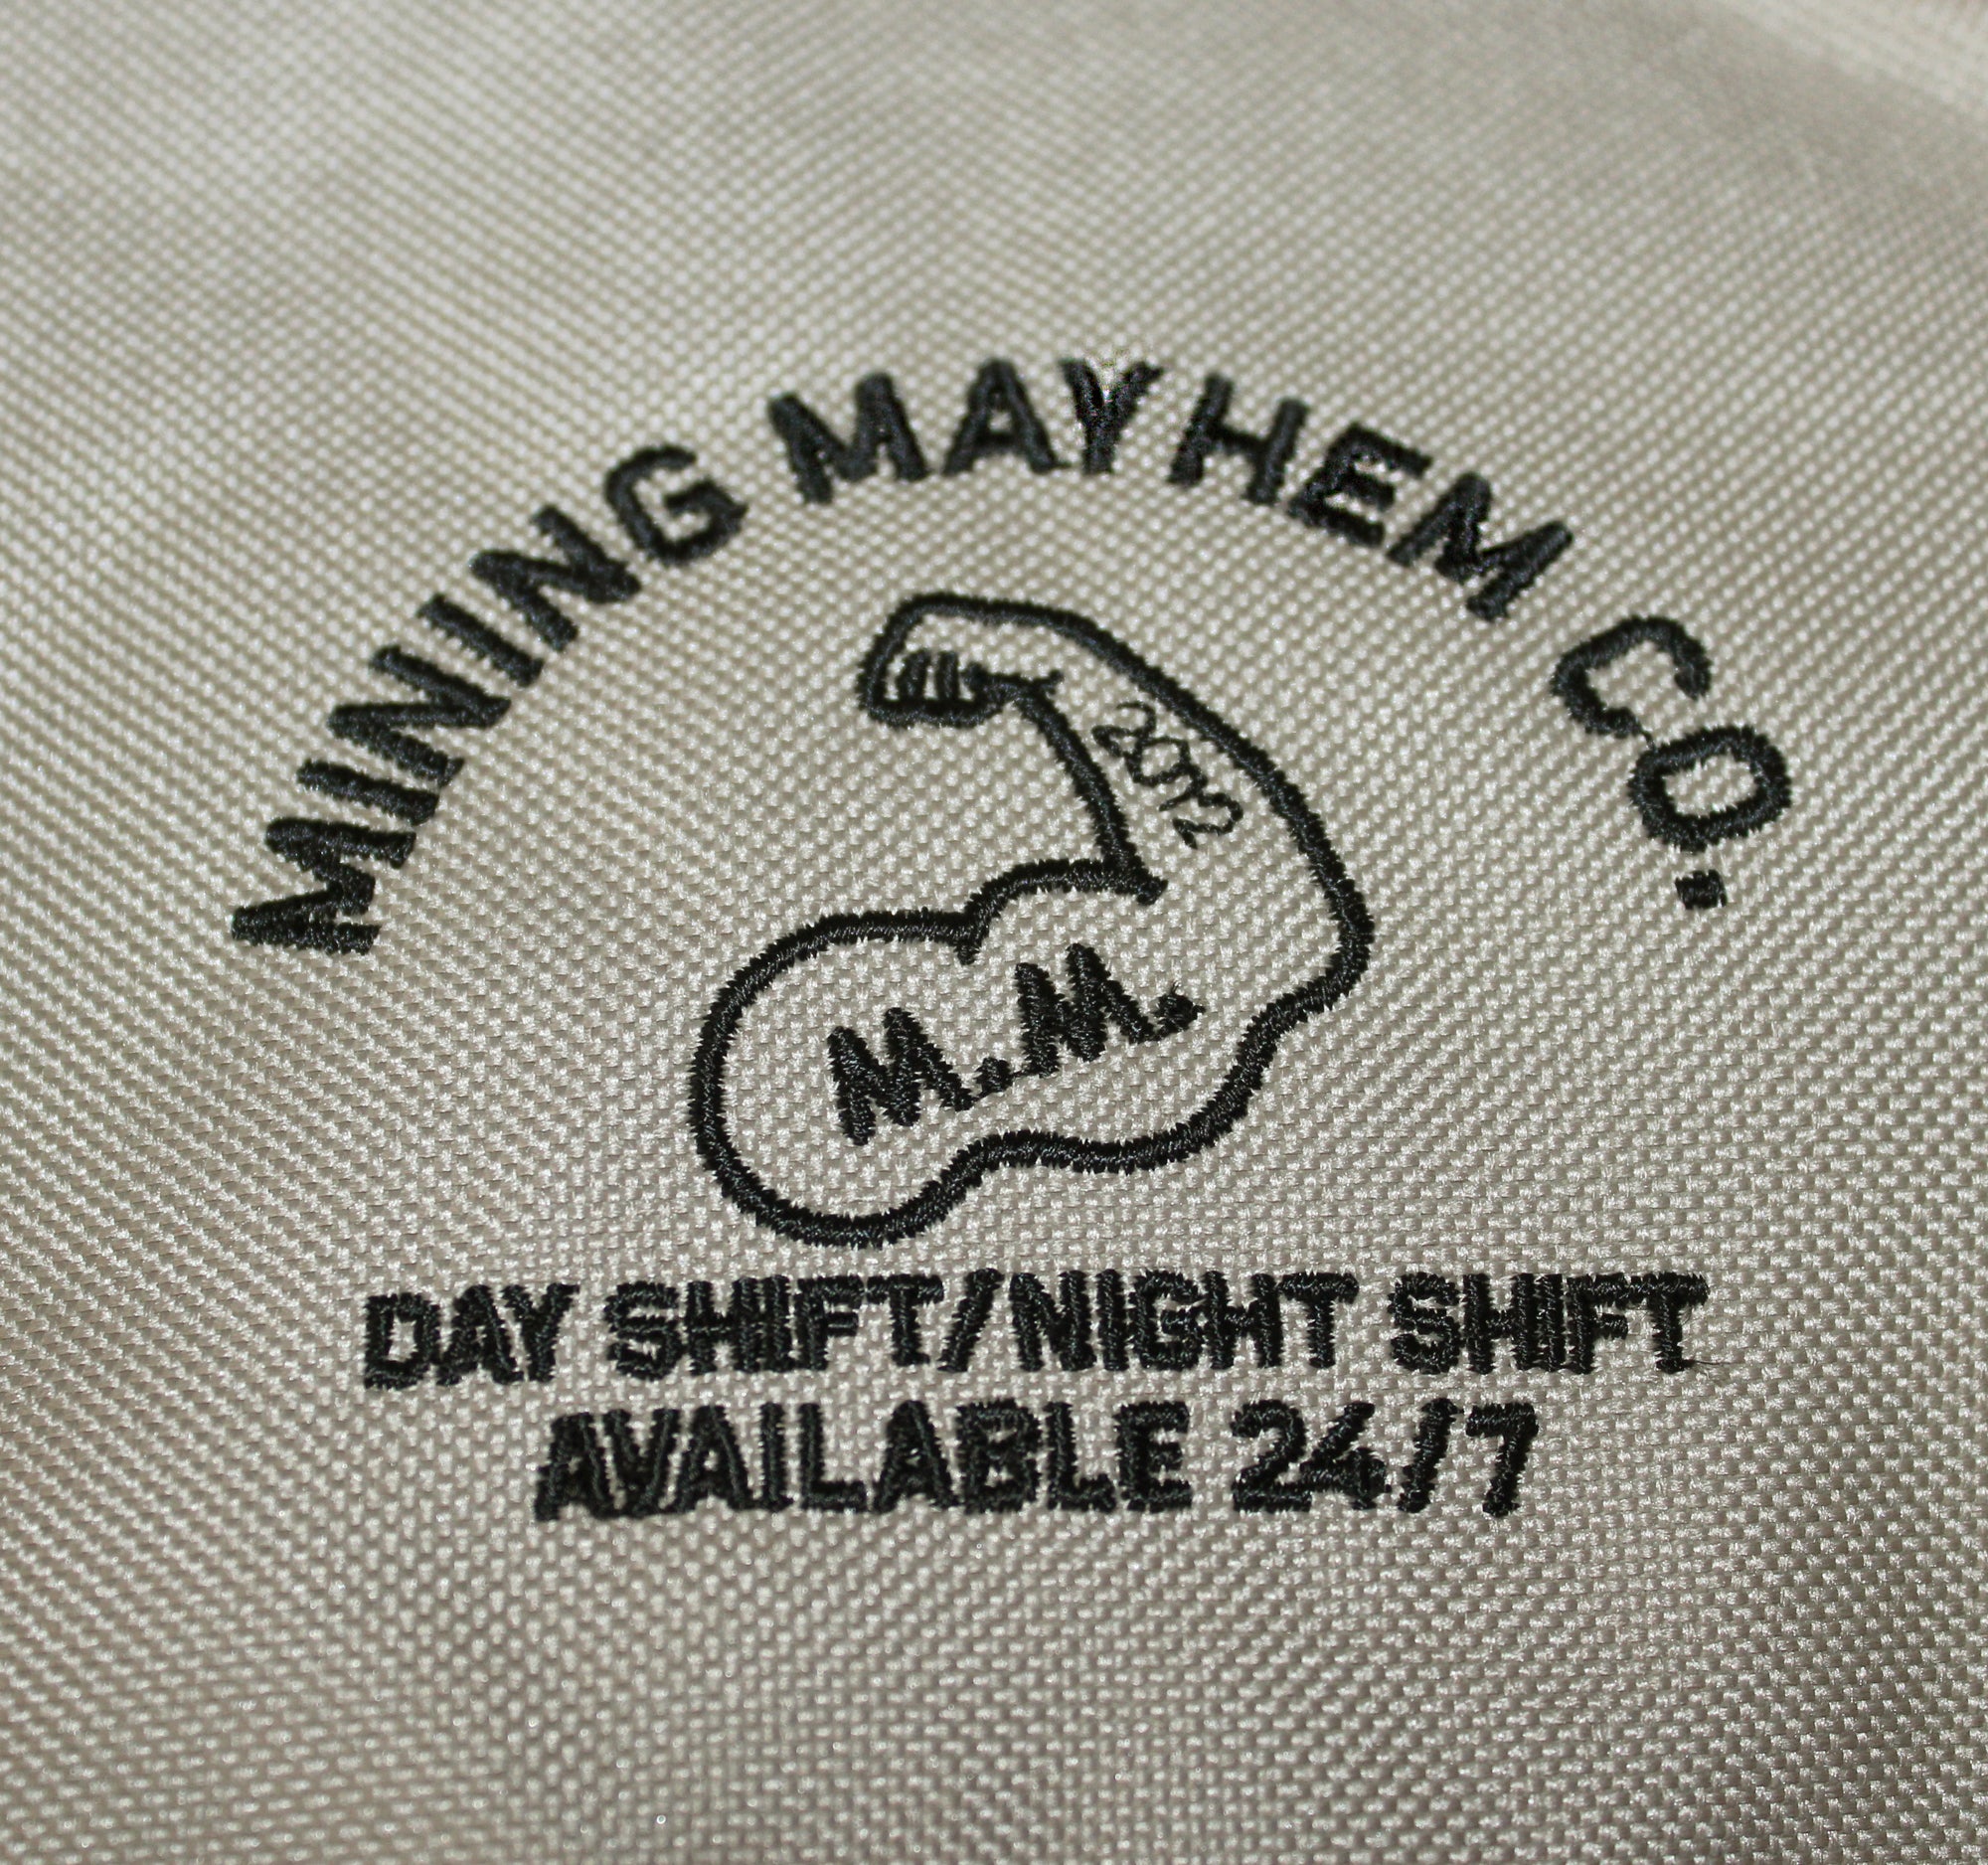 MINING MAYHEM CO.
2012
M.M.
DAY SHIFT/NIGHT SHIFT
AVAILABLE 24/7